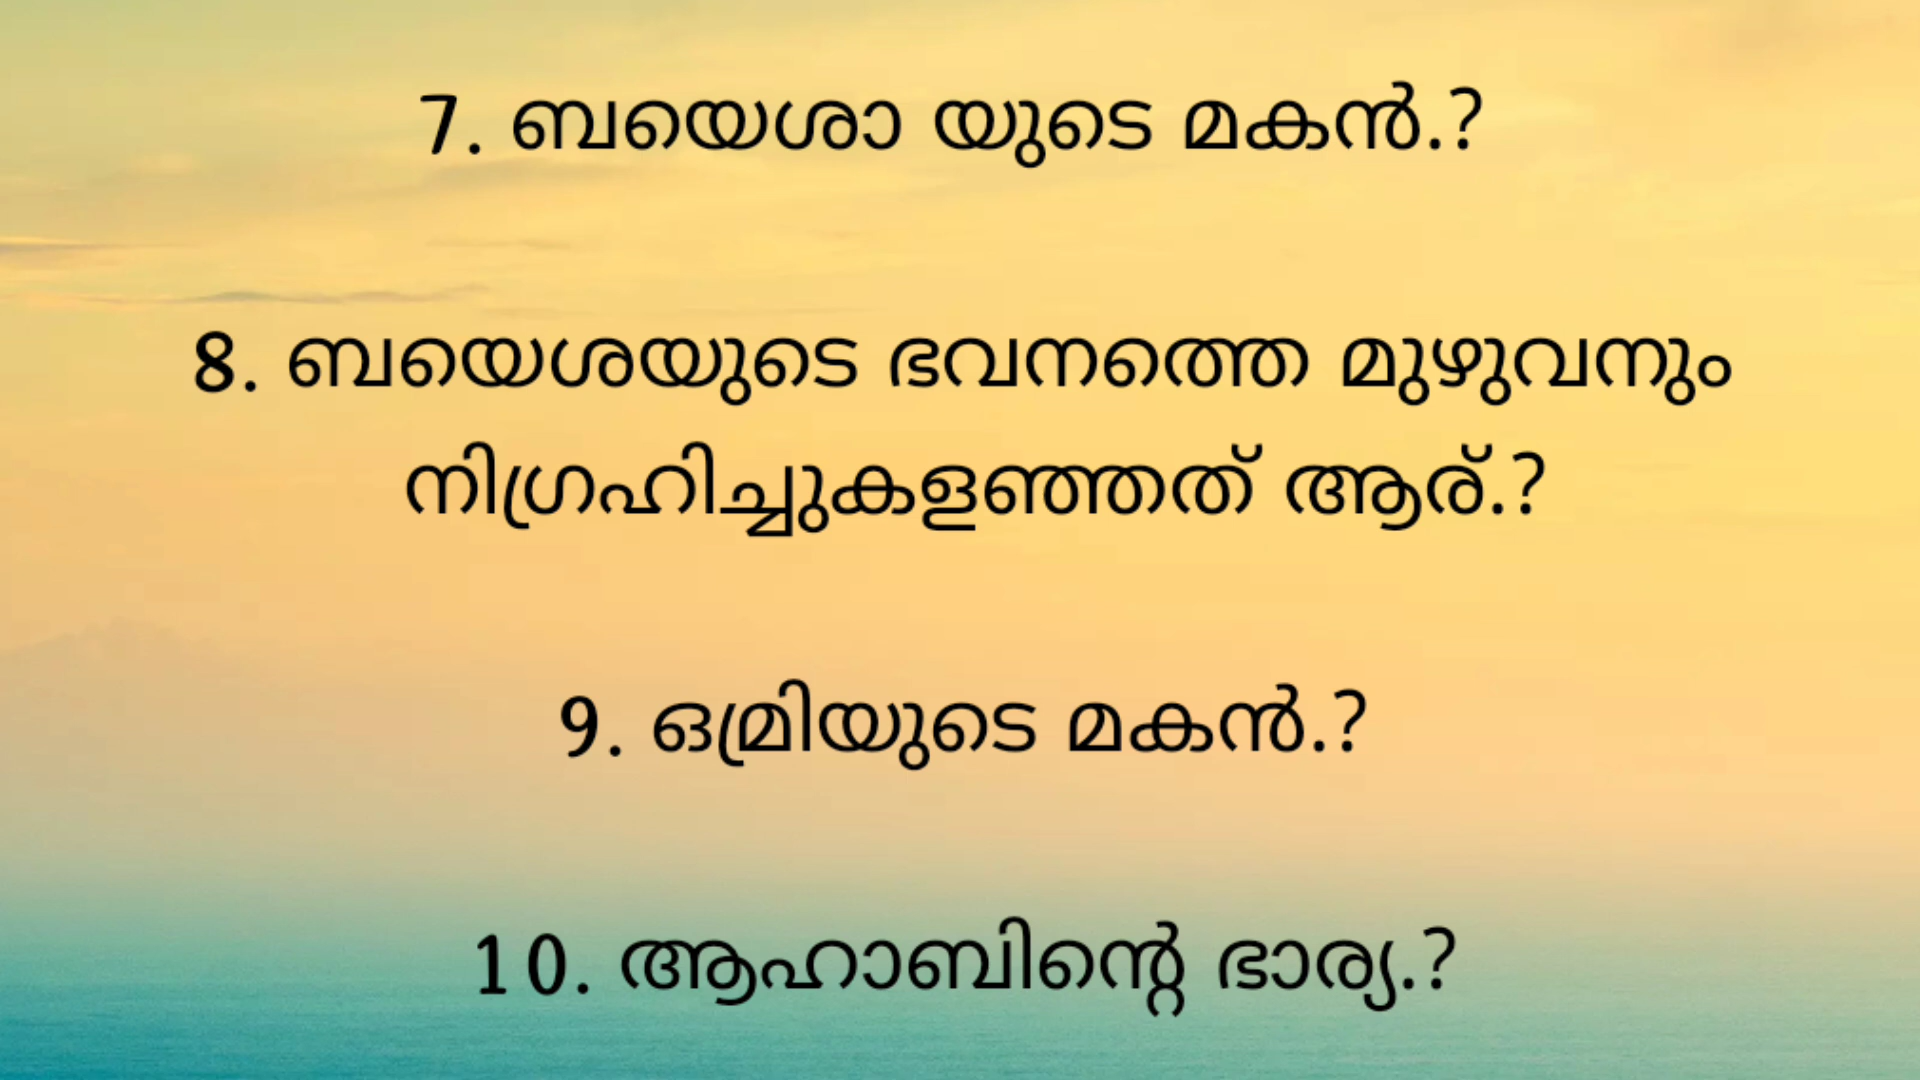 7. ബയെശാ യുടെ മകൻ.?
8. ബയെശയുടെ ഭവനത്തെ മുഴുവനും
നിഗ്രഹിച്ചുകളഞ്ഞത് ആര്.?
9. ഒമ്രിയുടെ മകൻ.?
10. ആഹാബിന്റെ ഭാര്യ.?